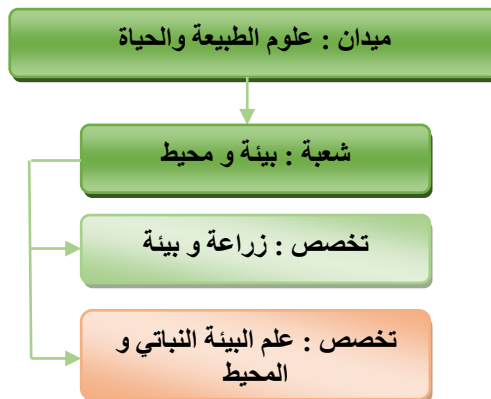 ميدان : علوم الطبيعة والحياة
شعبة : بيئة و محيط
تخصص : زراعة و بيئة
تخصص : علم البيئة النباتي و
المحيط